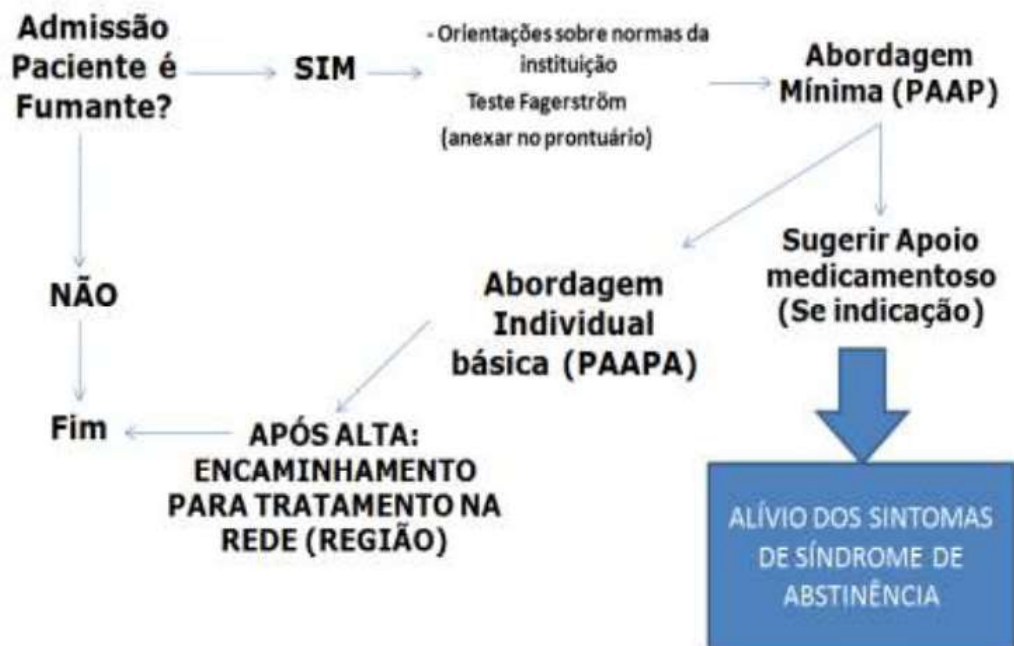 Admissão
Paciente é
Fumante?
SIM
- Orientações sobre normas da
instituição
Teste Fagerström
(anexar no prontuário)
Abordagem
Mínima (PAAP)
NÃO
Fim
Abordagem
Individual
básica (PAAPA)
Sugerir Apoio
medicamentoso
(Se indicação)
APÓS ALTA:
ENCAMINHAMENTO
PARA TRATAMENTO NA
REDE (REGIÃO)
ALÍVIO DOS SINTOMAS
DE SÍNDROME DE
ABSTINÊNCIA